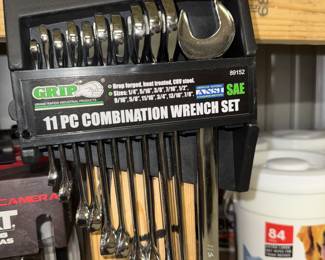 GRIP
89152
• Drop forged, heat treated, CRV steel.
• Sizes: 1/4", 5/16", 3/8", 7/16", 1/2",
9/16", 5/8", 11/16", 3/4", 13/16", 7/8".
ANSI
SAE
11 PC COMBINATION WRENCH SET
CAMERA
84